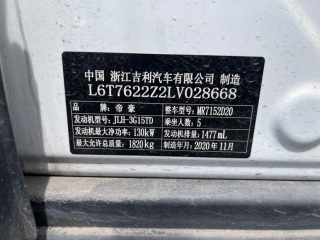 中国 浙江吉利汽车有限公司 制造
L6T7622Z2LV028668
品牌 帝豪 整车型号 MR7152D20
发动机型号 JLH-3G15TD 乘坐人数 5
发动机最大净功率 130kW 发动机排量 1477mL
最大允许总质量 1820kg 制造年月 2020年11月